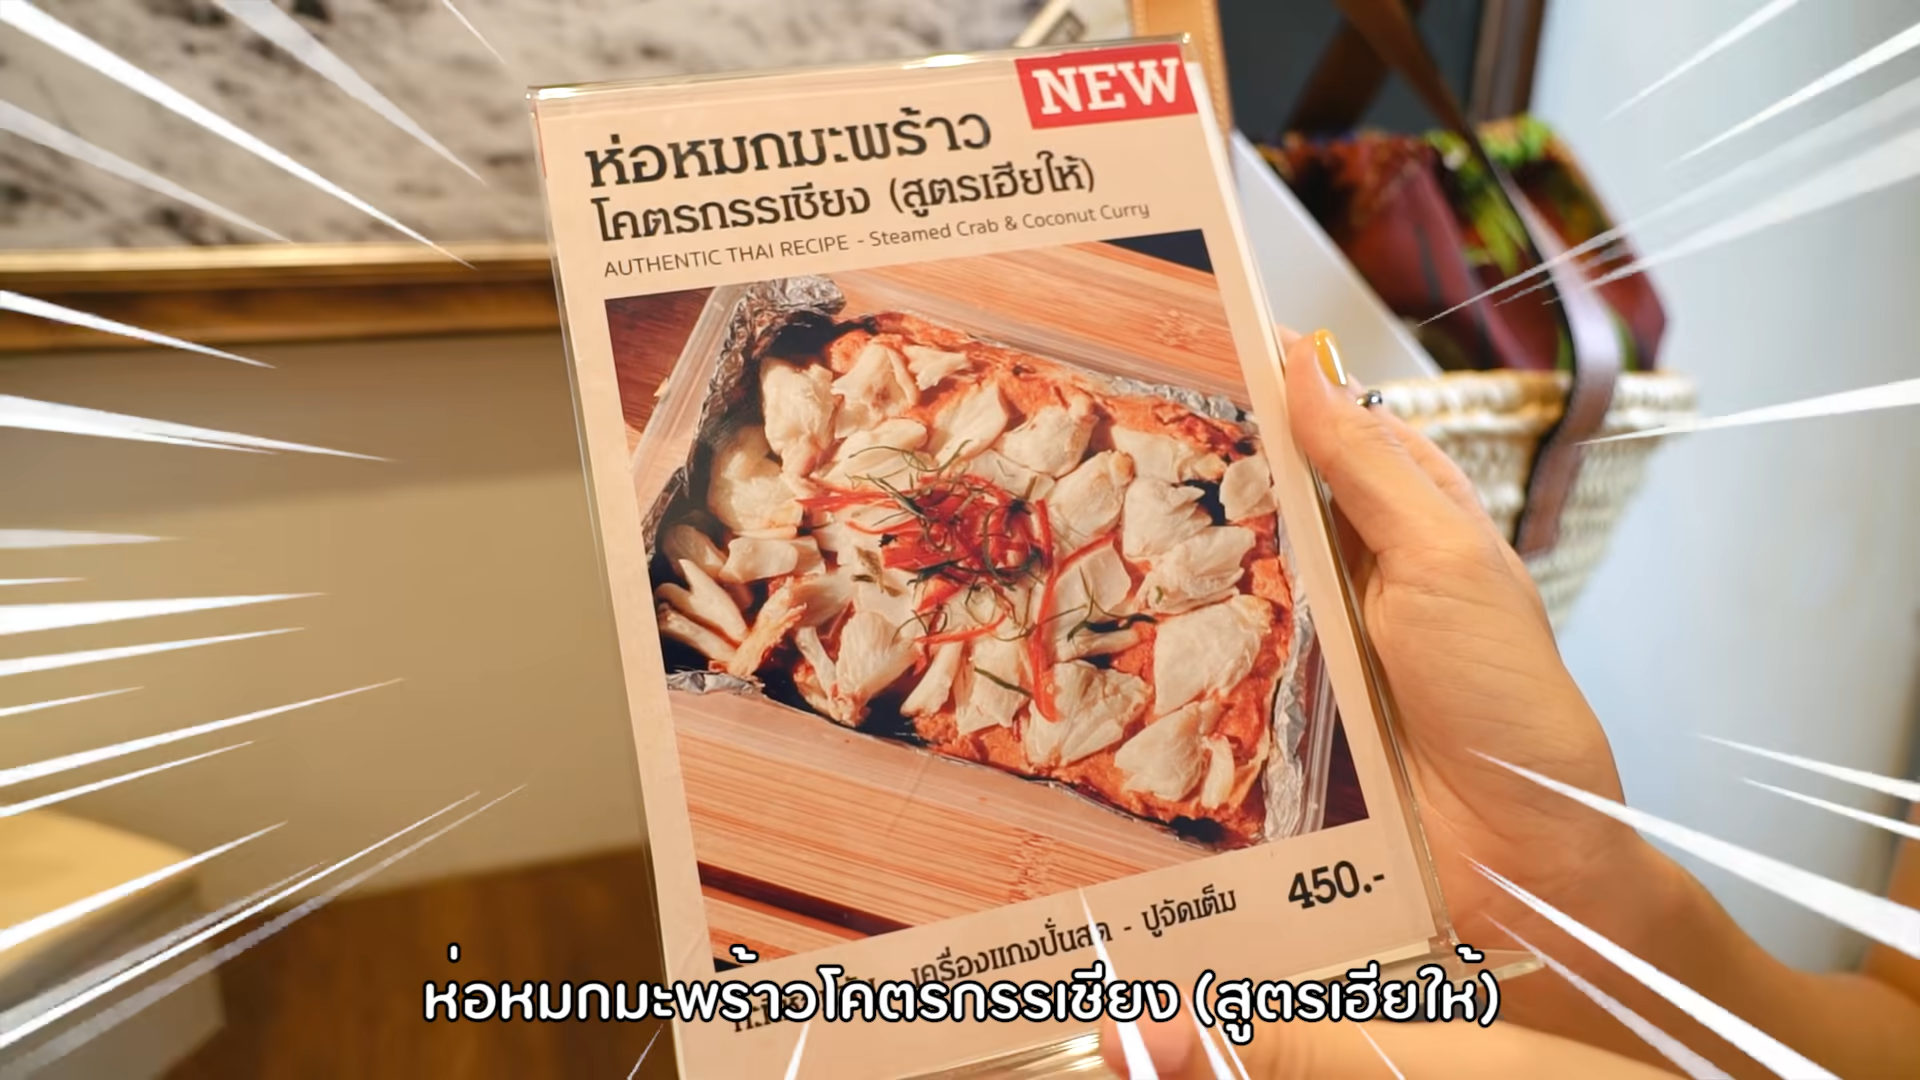 NEW
ห่อหมกมะพร้าว
โคตรกรรเชียง (สูตรเฮียให้)
AUTHENTIC THAI RECIPE - Steamed Crab & Coconut Curry
450.-
เครื่องแกงปั่นสด - ปูจัดเต็ม
ห่อหมกมะพร้าวโคตรกรรเชียง (สูตรเฮียให้)